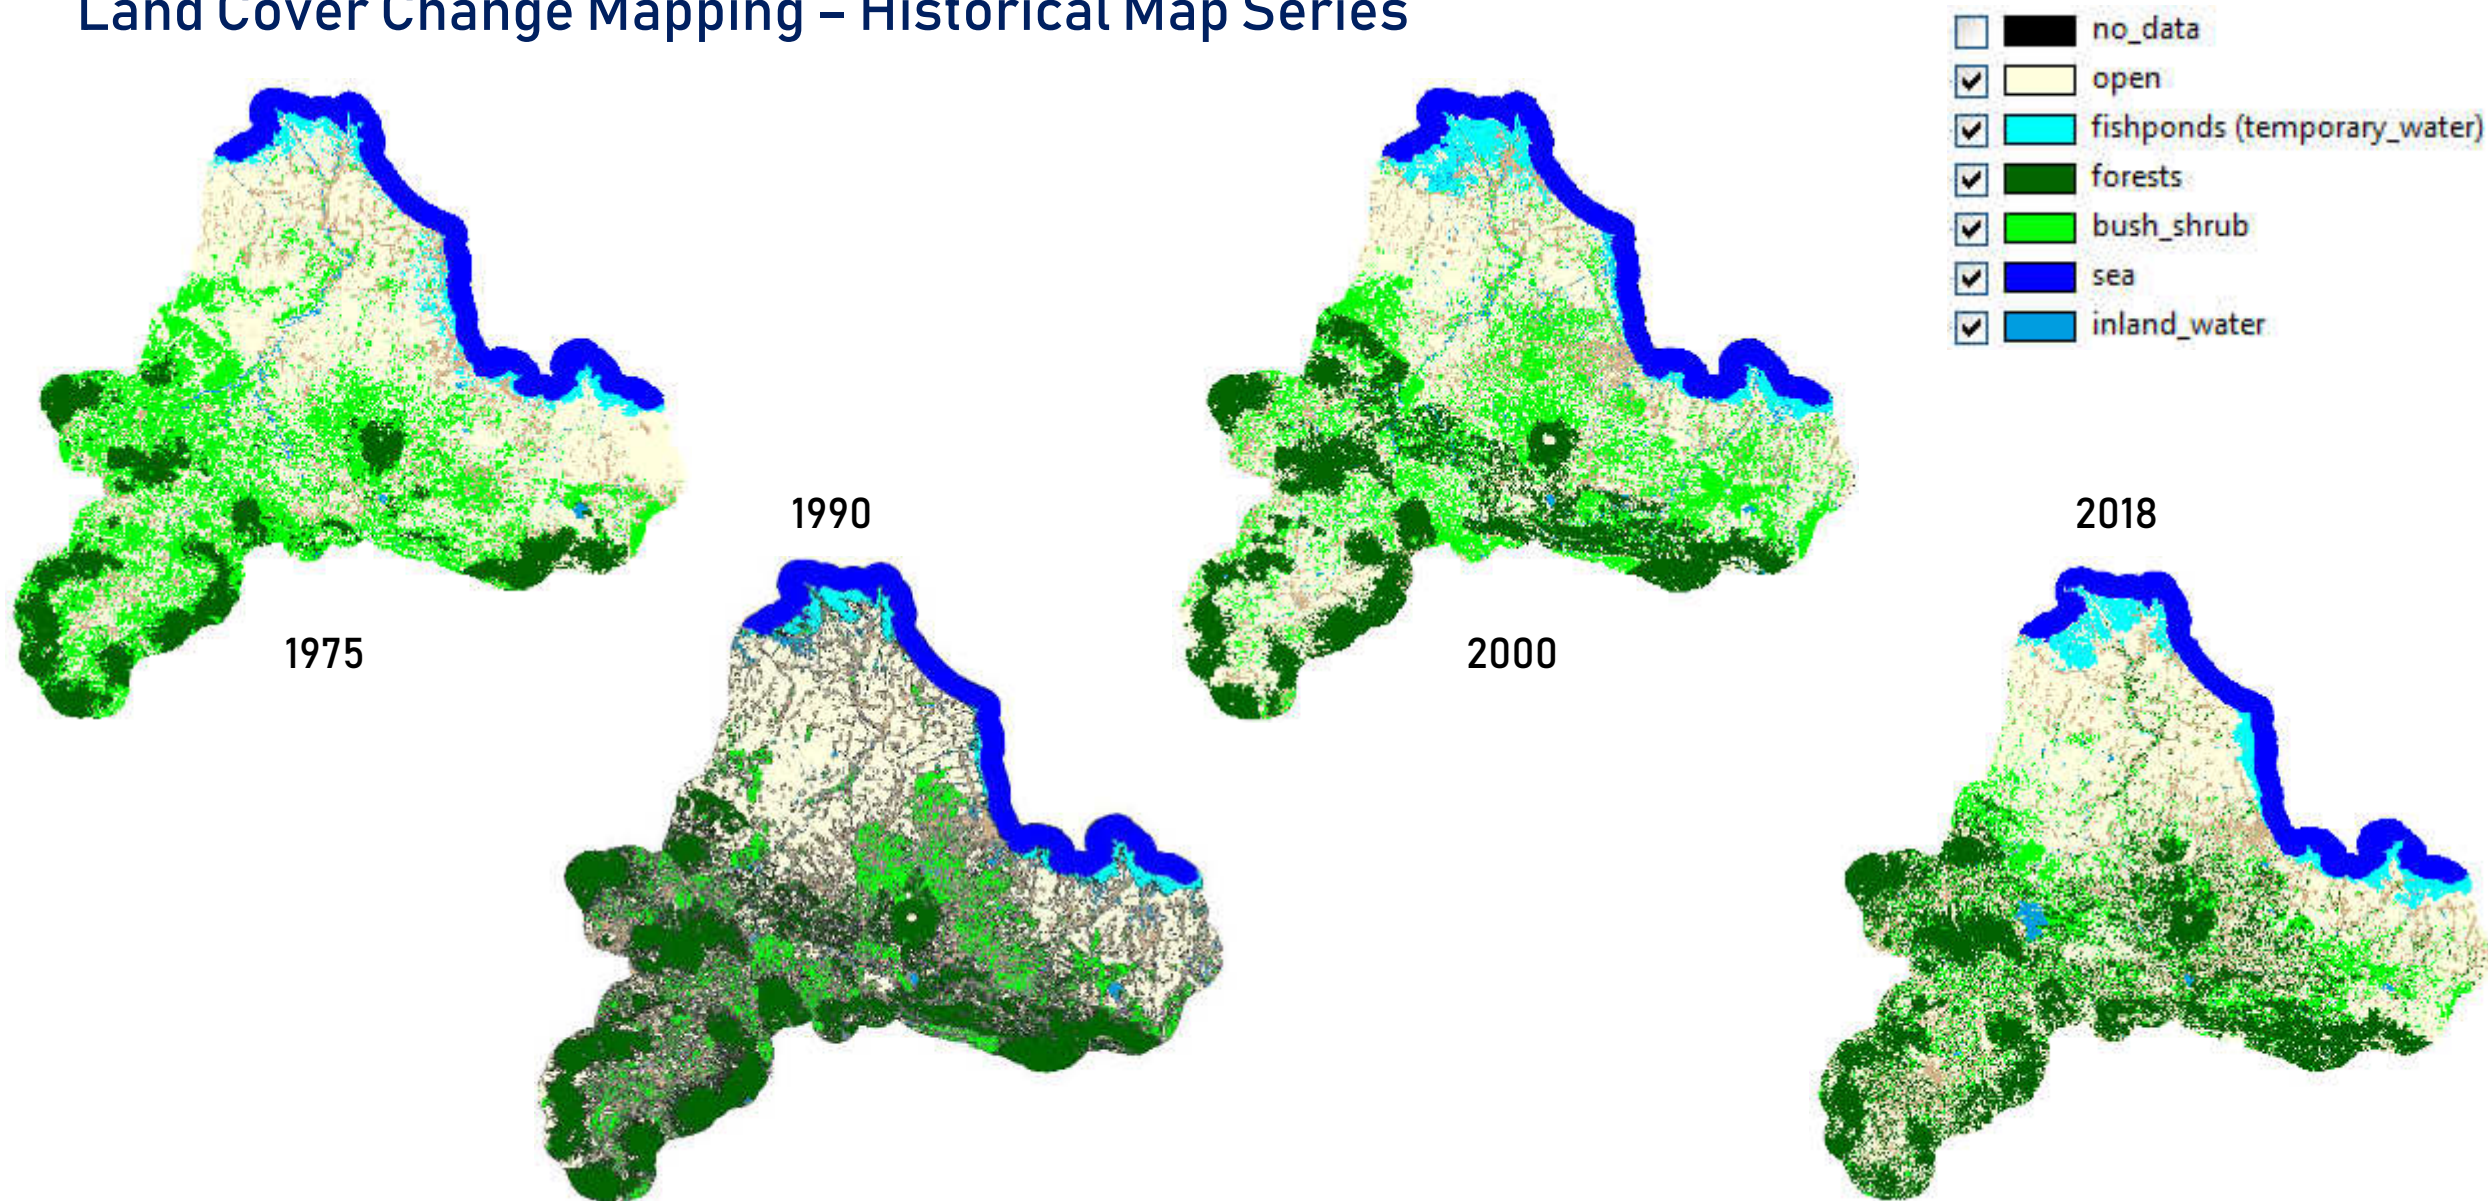 Land Cover Change Mapping – Historical Map Series
no_data
open
fishponds (temporary_water)
forests
bush_shrub
sea
inland_water
1990
2018
1975
2000